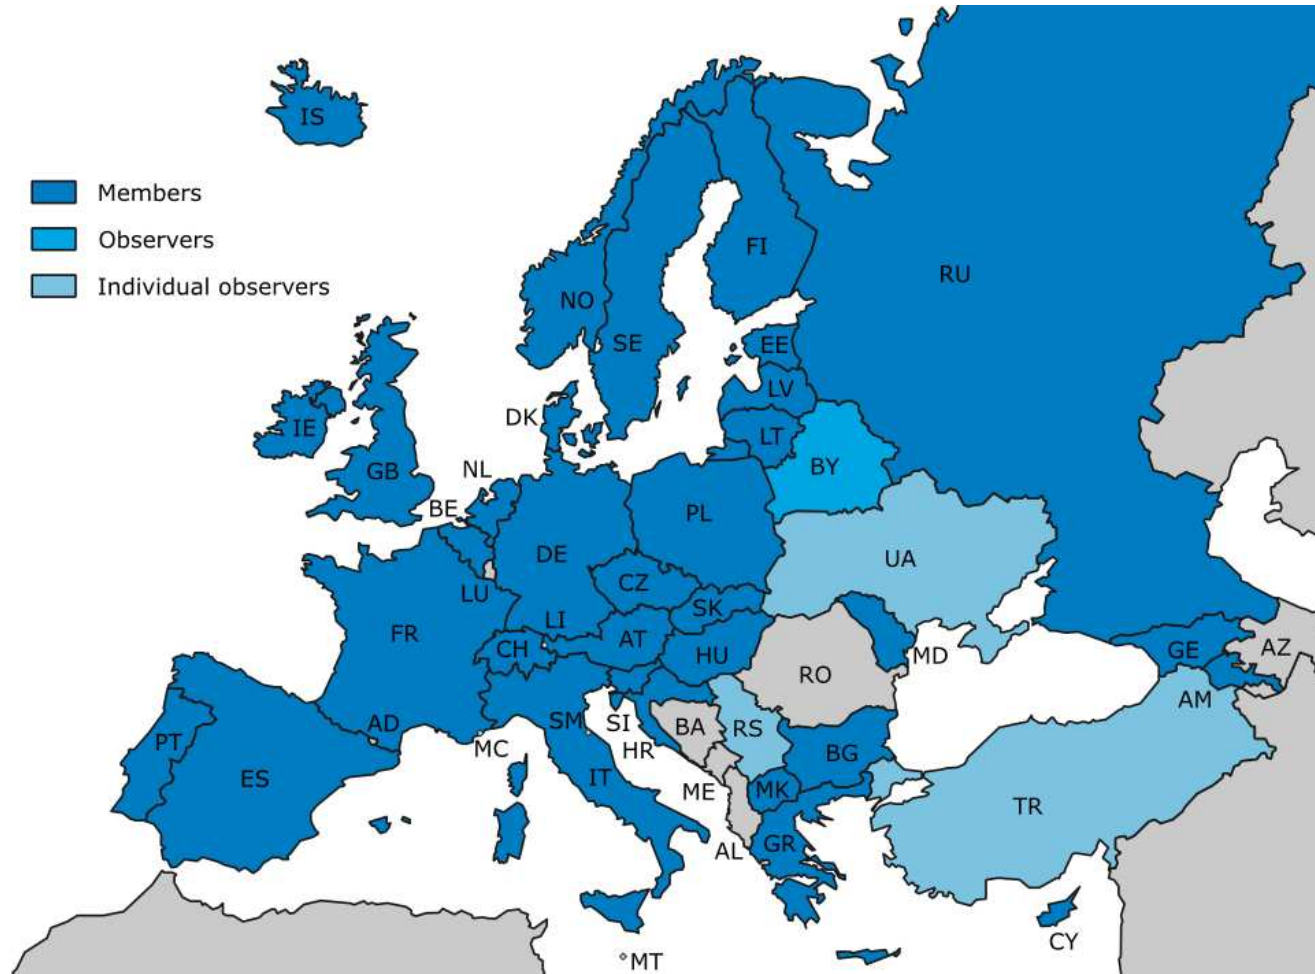 IS
Members
Observers
Individual observers
FI
RU
NO
SE
EE
LV
DK
LT
IE
GB
NL
BY
BE
PL
DE
UA
CZ
LU
SK
LI
FR
AT
CH
HU
GE
AZ
MD
RO
AM
AD
SM
SI
BA
RS
PT
MC
HR
BG
ES
IT
ME
MK
TR
AL
GR
CY
MT